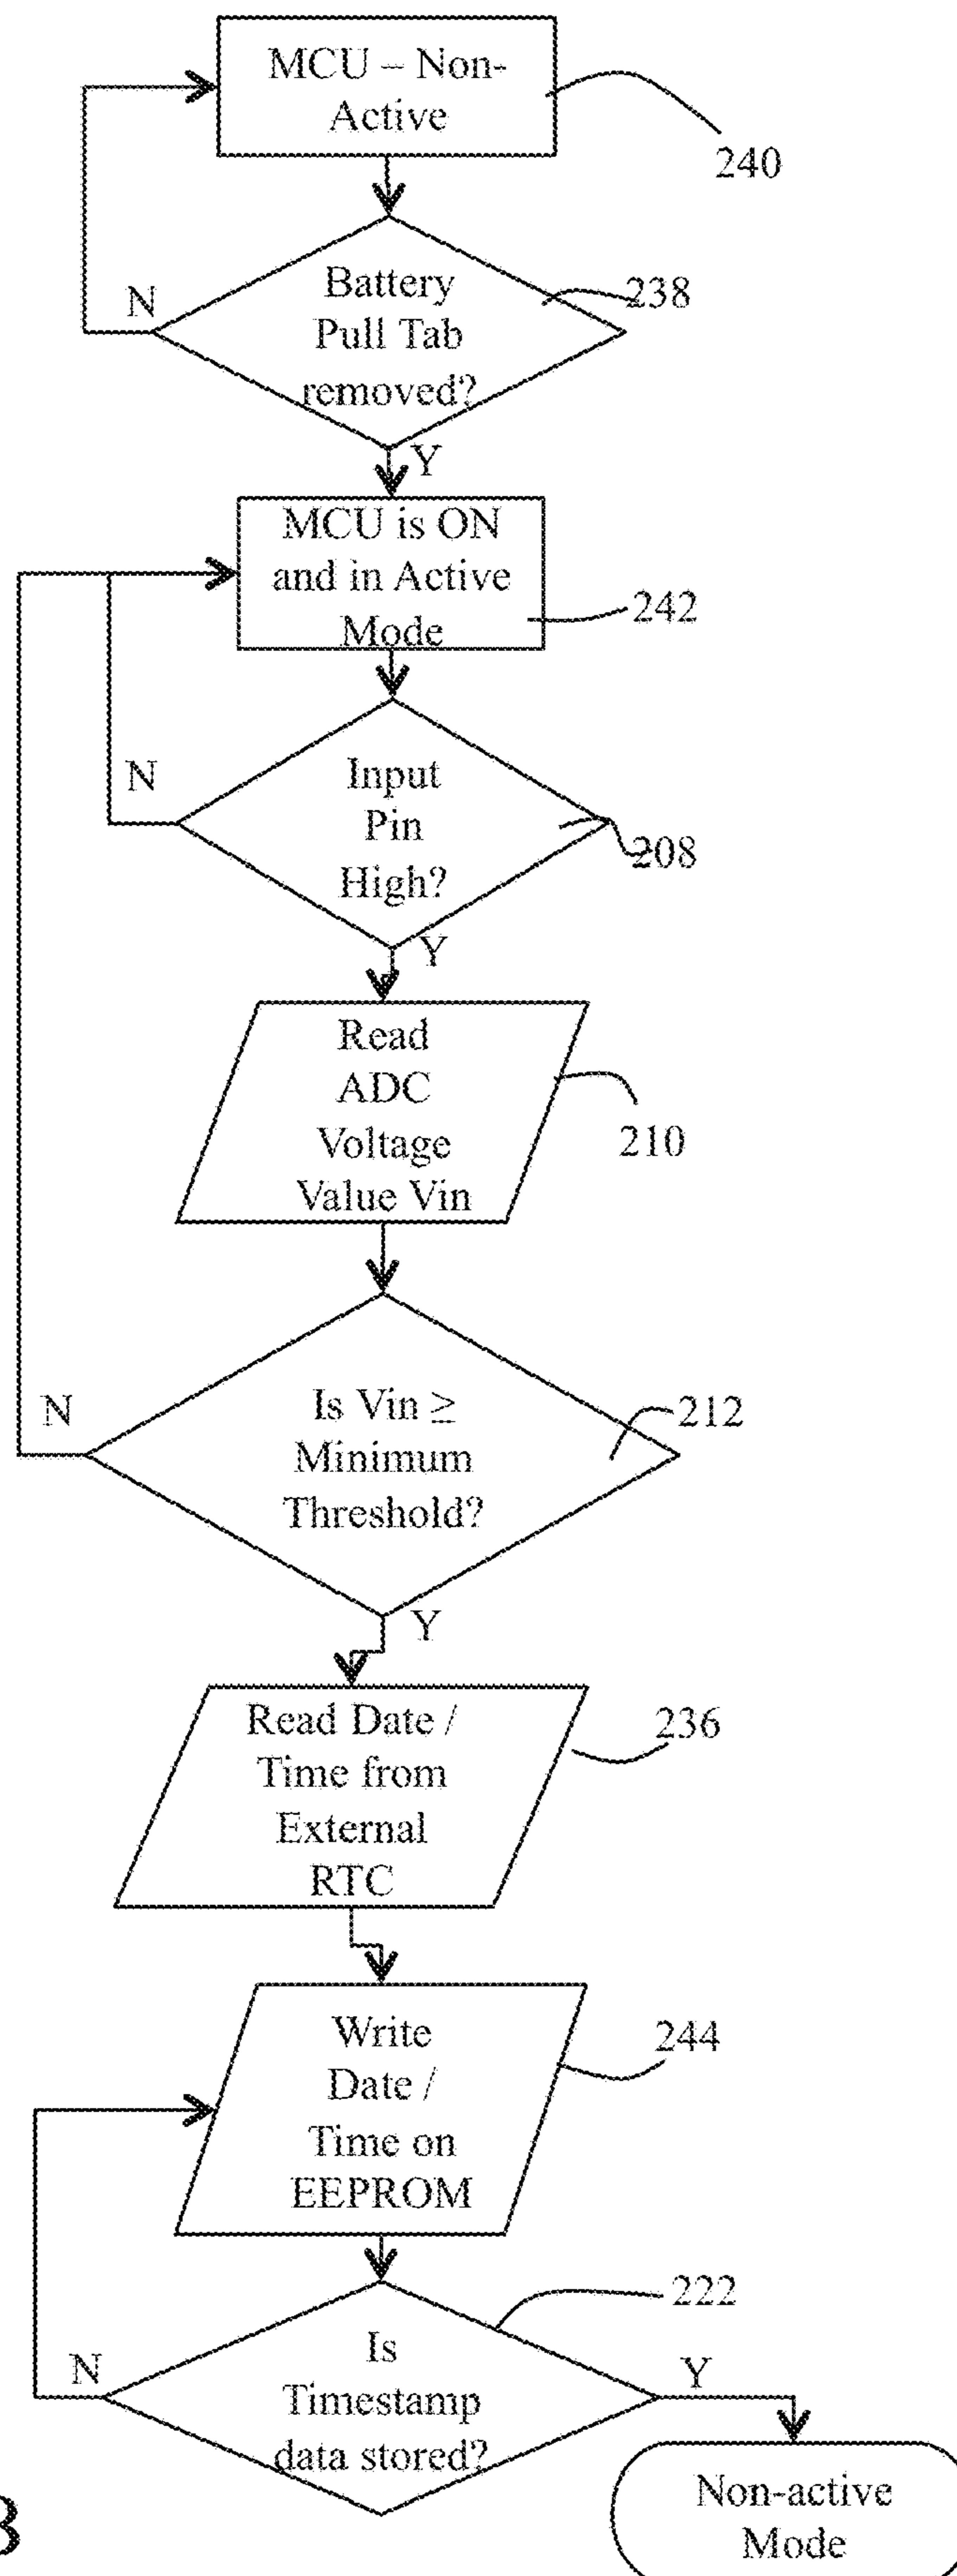 MCU – Non-
Active
240
N
Battery
Pull Tab
removed?
238
Y
MCU is ON
and in Active
Mode
242
N
Input
Pin
High?
208
Y
Read
ADC
Voltage
Value Vin
210
N
Is Vin ≥
Minimum
Threshold?
212
Y
Read Date /
Time from
External
RTC
236
Write
Date /
Time on
EEPROM
244
N
Is
Timestamp
data stored?
222
Y
Non-active
Mode